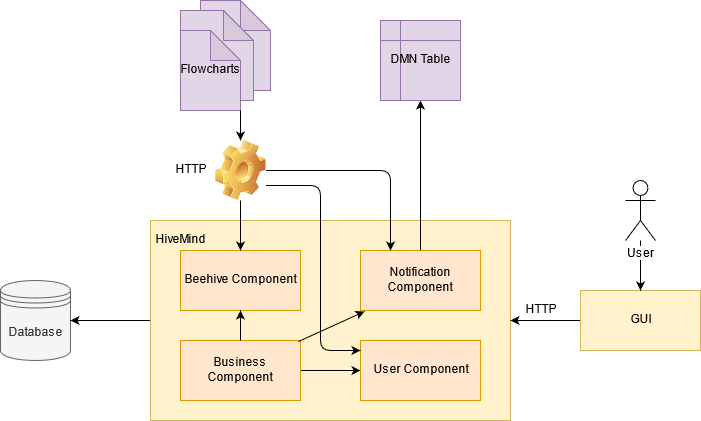 Flowcharts
DMN Table
HTTP
HiveMind
User
Beehive Component
Notification
Component
HTTP
GUI
Database
Business
Component
User Component